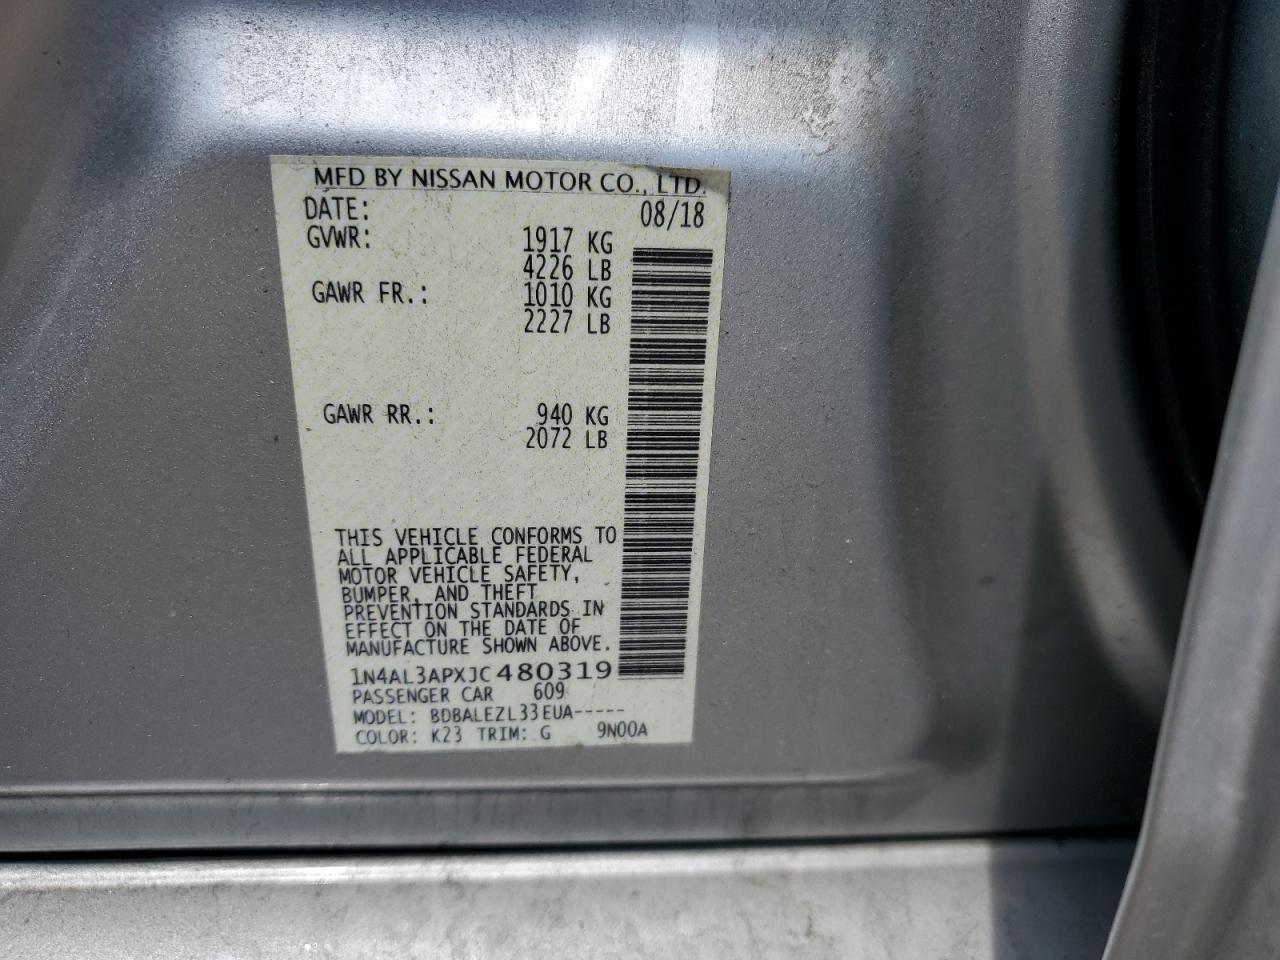 MFD BY NISSAN MOTOR CO., LTD.
DATE: 08/18
GVWR: 1917 KG
4226 LB
GAWR FR.: 1010 KG
2227 LB
GAWR RR.: 940 KG
2072 LB
THIS VEHICLE CONFORMS TO
ALL APPLICABLE FEDERAL
MOTOR VEHICLE SAFETY,
BUMPER, AND THEFT
PREVENTION STANDARDS IN
EFFECT ON THE DATE OF
MANUFACTURE SHOWN ABOVE.
1N4AL3APXJC480319
PASSENGER CAR 609
MODEL: BDBALEZL33EUA-----
COLOR: K23 TRIM: G 9N00A